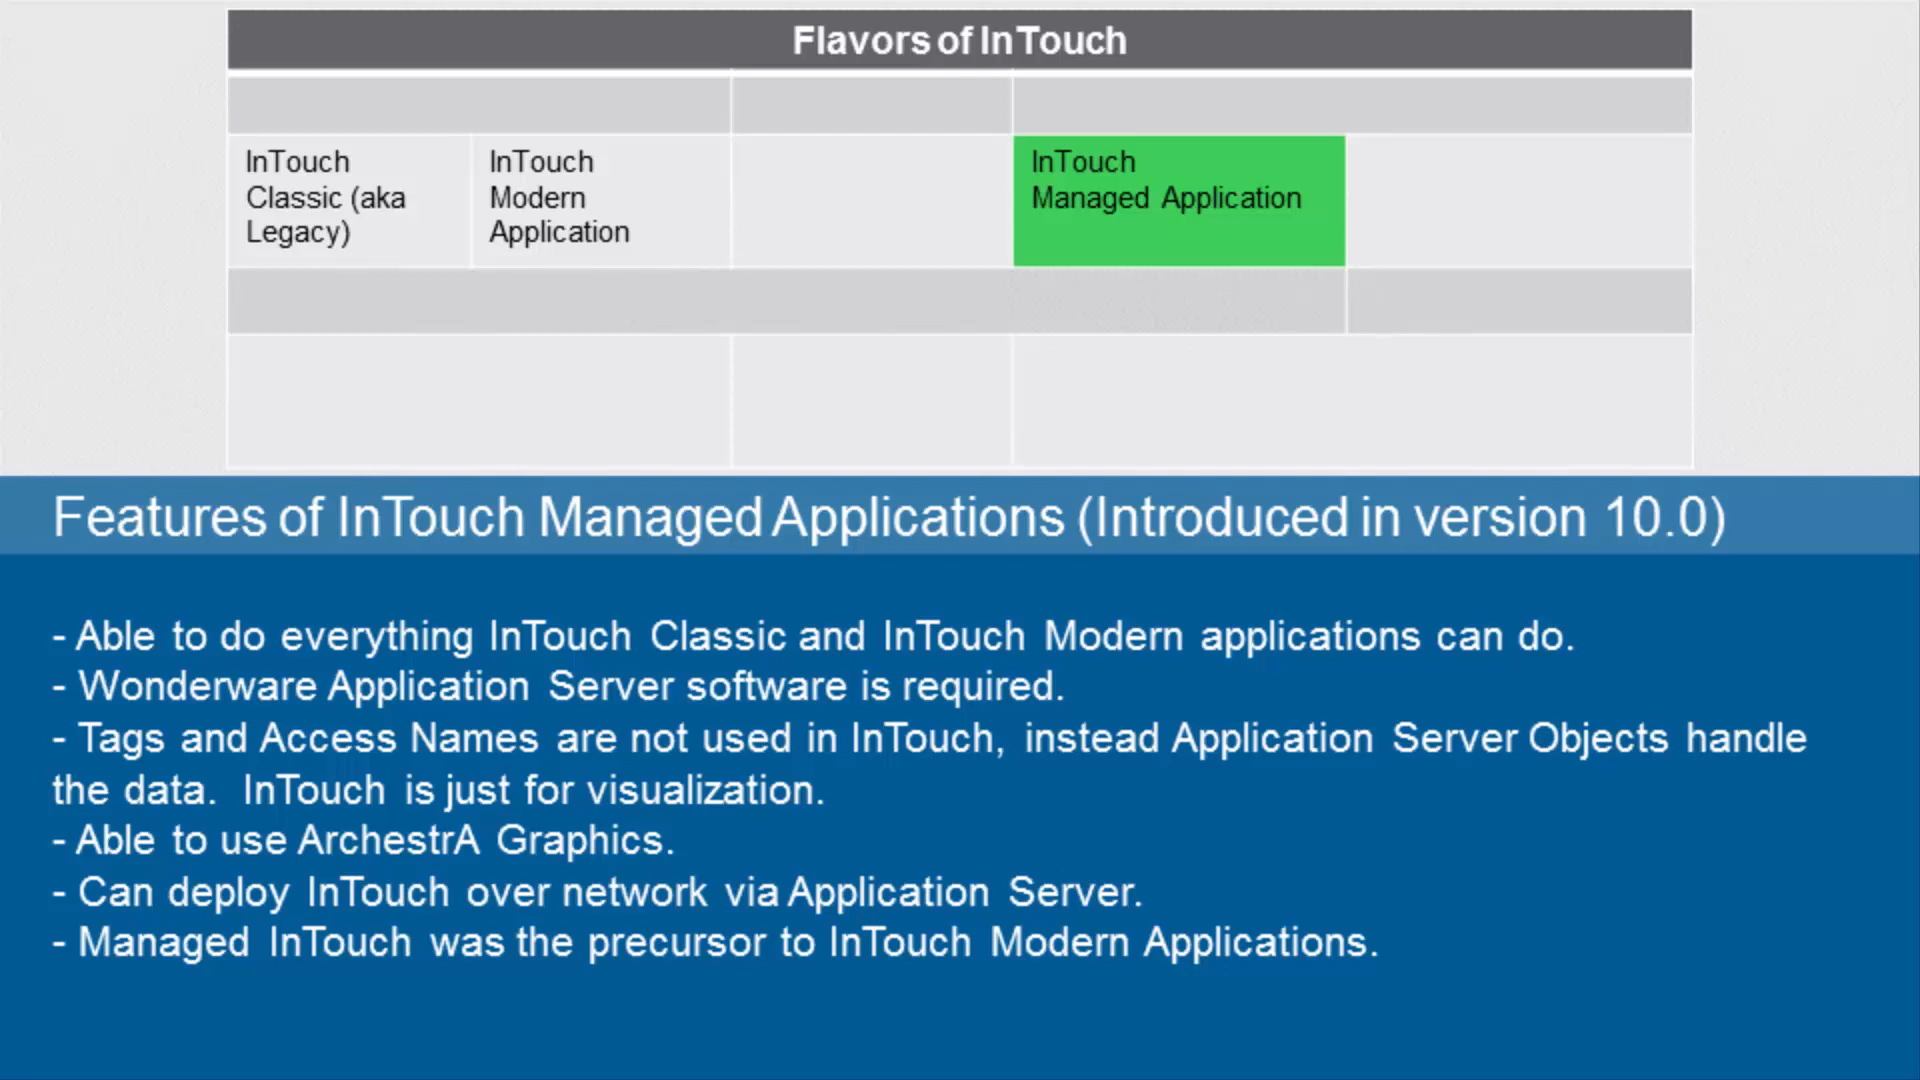 Flavors of InTouch
InTouch
Classic (aka
Legacy)
InTouch
Modern
Application
InTouch
Managed Application
Features of InTouch Managed Applications (Introduced in version 10.0)
- Able to do everything InTouch Classic and InTouch Modern applications can do.
- Wonderware Application Server software is required.
- Tags and Access Names are not used in InTouch, instead Application Server Objects handle
the data. InTouch is just for visualization.
- Able to use ArchestrA Graphics.
- Can deploy InTouch over network via Application Server.
- Managed InTouch was the precursor to InTouch Modern Applications.